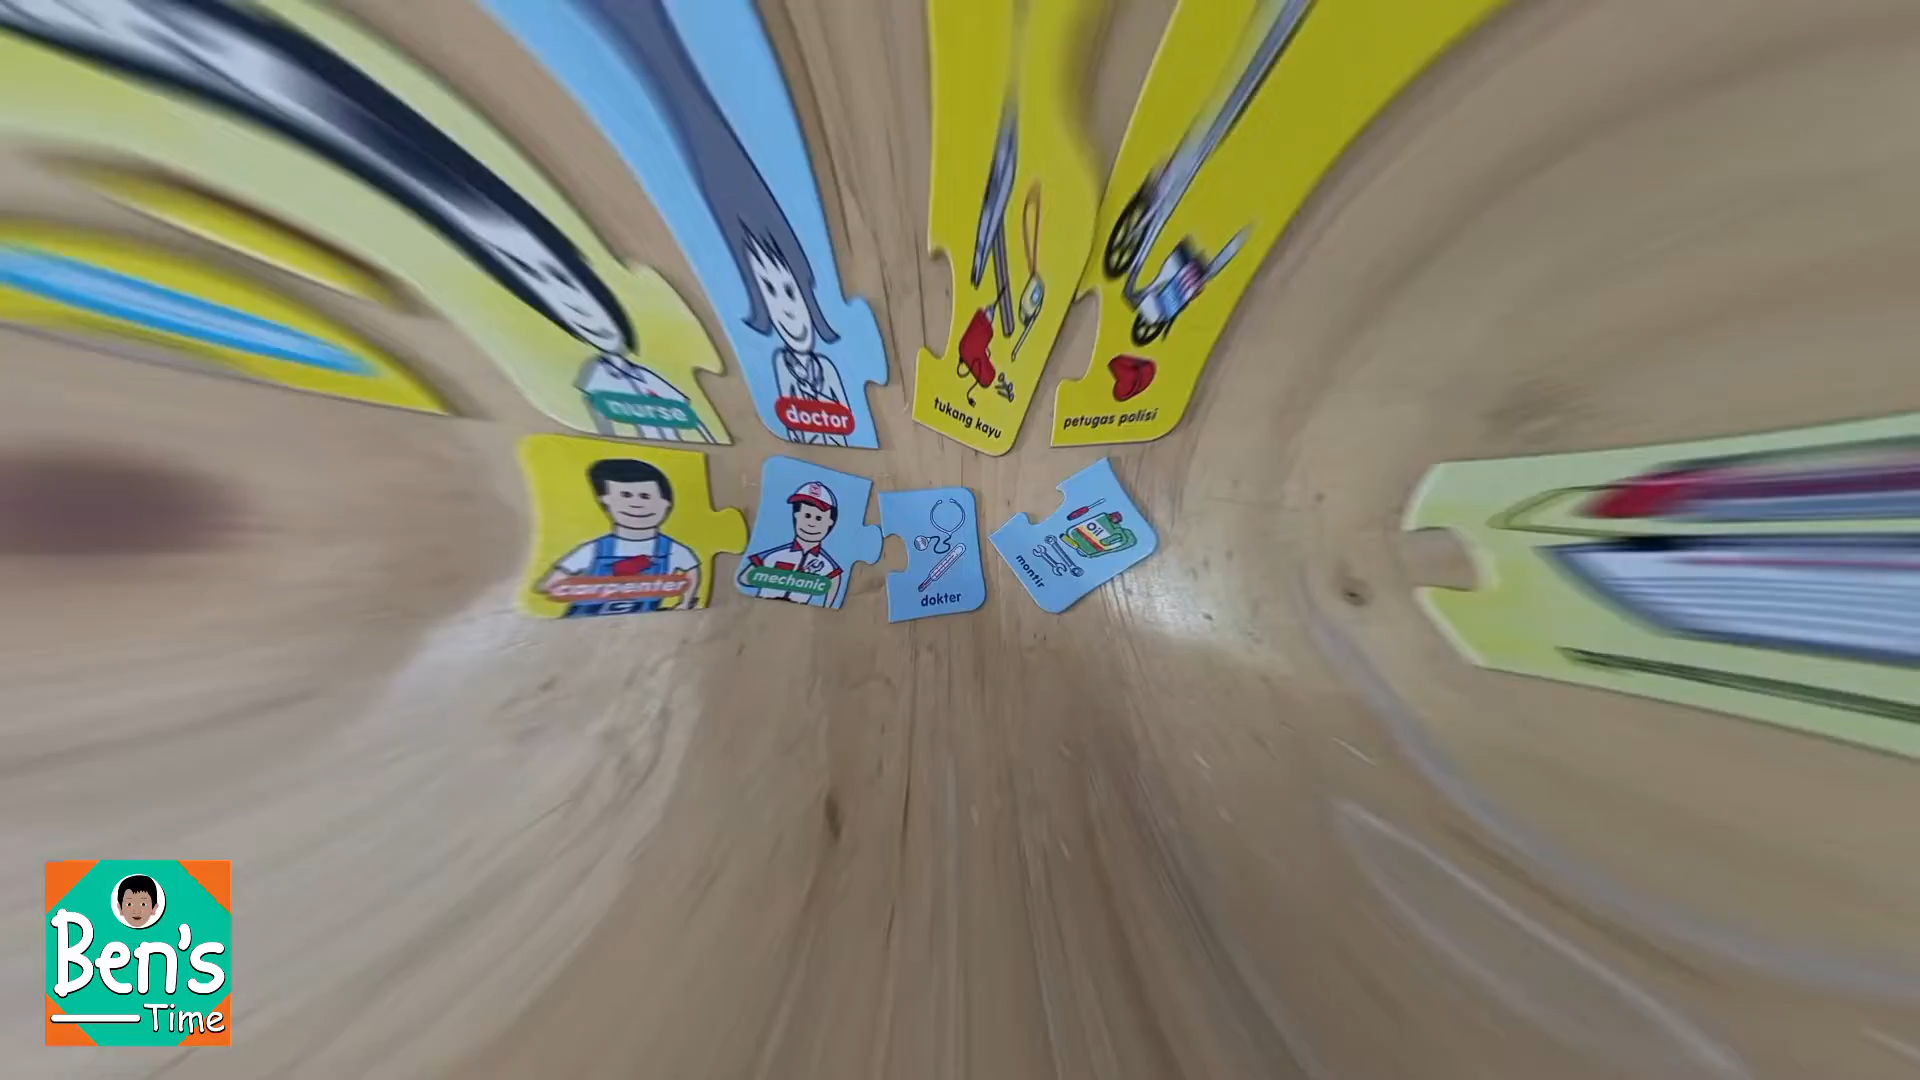 nurse
doctor
tukang kayu
petugas polisi
carpenter
mechanic
dokter
Oil
montir
Ben's
Time